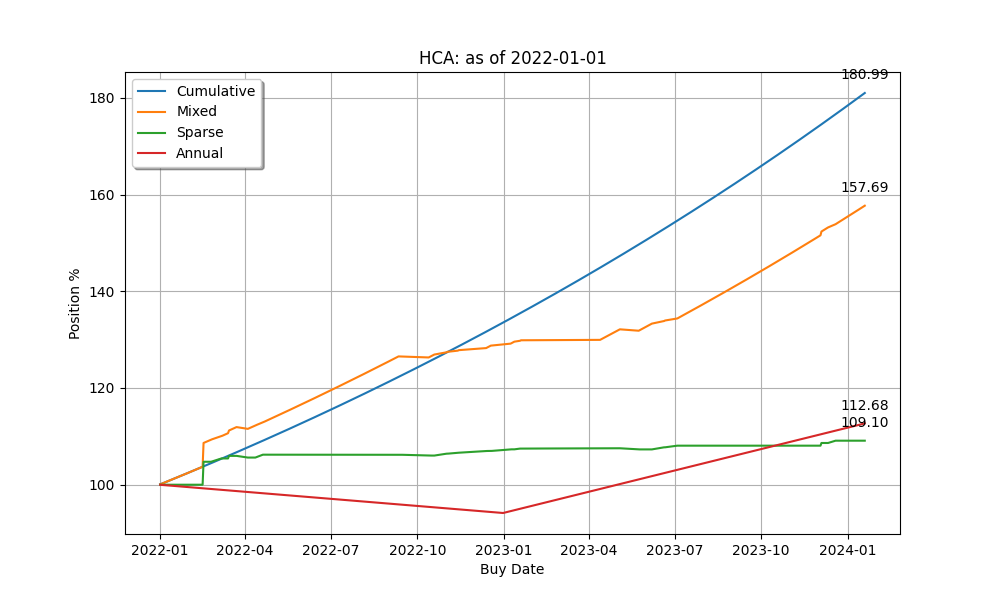 HCA: as of 2022-01-01
180.99
180
Cumulative
Mixed
Sparse
Annual
160
157.69
Position %
140
120
112.68
109.10
100
2022-01 2022-04 2022-07 2022-10 2023-01 2023-04 2023-07 2023-10 2024-01
Buy Date